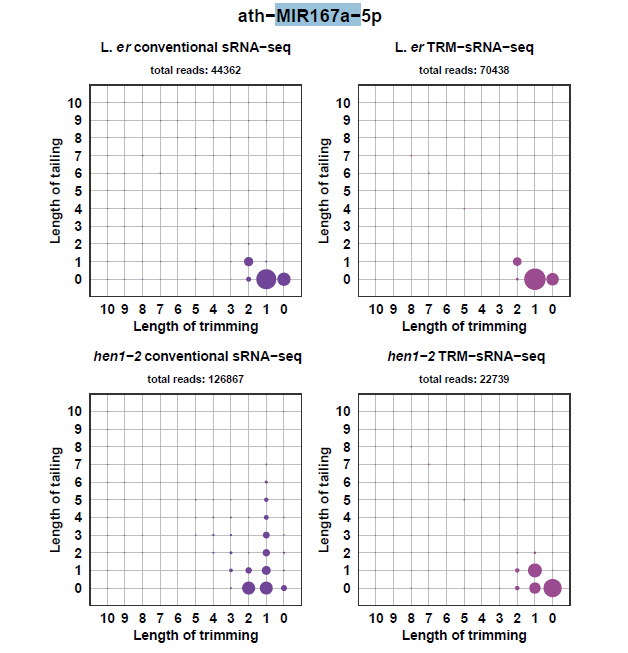 ath−MIR167a−5p
L. er conventional sRNA−seq
total reads: 44362
Length of tailing
10
9
8
7
6
5
4
3
2
1
0
10 9 8 7 6 5 4 3 2 1 0
Length of trimming
L. er TRM−sRNA−seq
total reads: 70438
Length of tailing
10
9
8
7
6
5
4
3
2
1
0
10 9 8 7 6 5 4 3 2 1 0
Length of trimming
hen1−2 conventional sRNA−seq
total reads: 126867
Length of tailing
10
9
8
7
6
5
4
3
2
1
0
10 9 8 7 6 5 4 3 2 1 0
Length of trimming
hen1−2 TRM−sRNA−seq
total reads: 22739
Length of tailing
10
9
8
7
6
5
4
3
2
1
0
10 9 8 7 6 5 4 3 2 1 0
Length of trimming